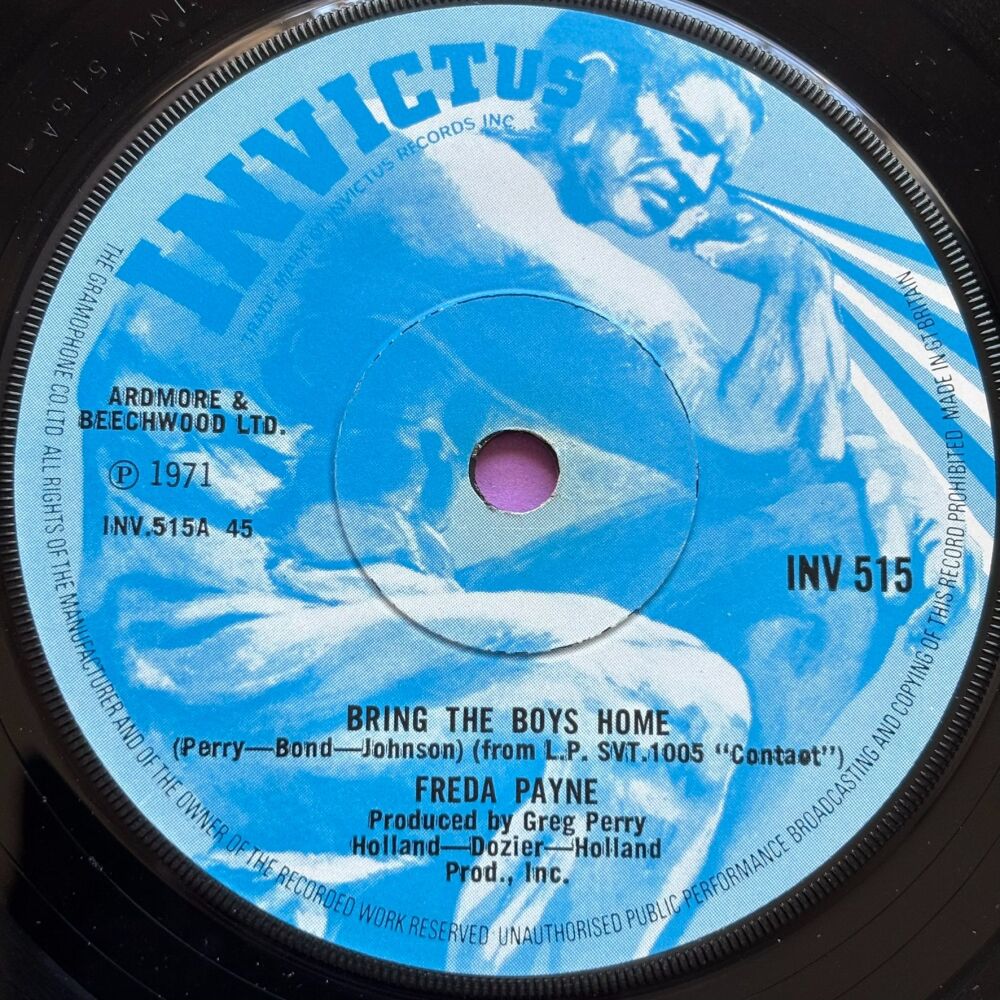 INVICTUS
TRADE MARK OF INVICTUS RECORDS INC
THE GRAMOPHONE CO LTD ALL RIGHTS OF THE MANUFACTURER AND OF THE OWNER OF THE RECORDED WORK RESERVED UNAUTHORISED PUBLIC PERFORMANCE BROADCASTING AND COPYING OF THIS RECORD PROHIBITED MADE IN GT BRITAIN
ARDMORE &
BEECHWOOD LTD.
℗ 1971
INV.515A 45
INV 515
BRING THE BOYS HOME
(Perry—Bond—Johnson) (from L.P. SVT.1005 “Contact”)
FREDA PAYNE
Produced by Greg Perry
Holland—Dozier—Holland
Prod., Inc.
INV 515A-1